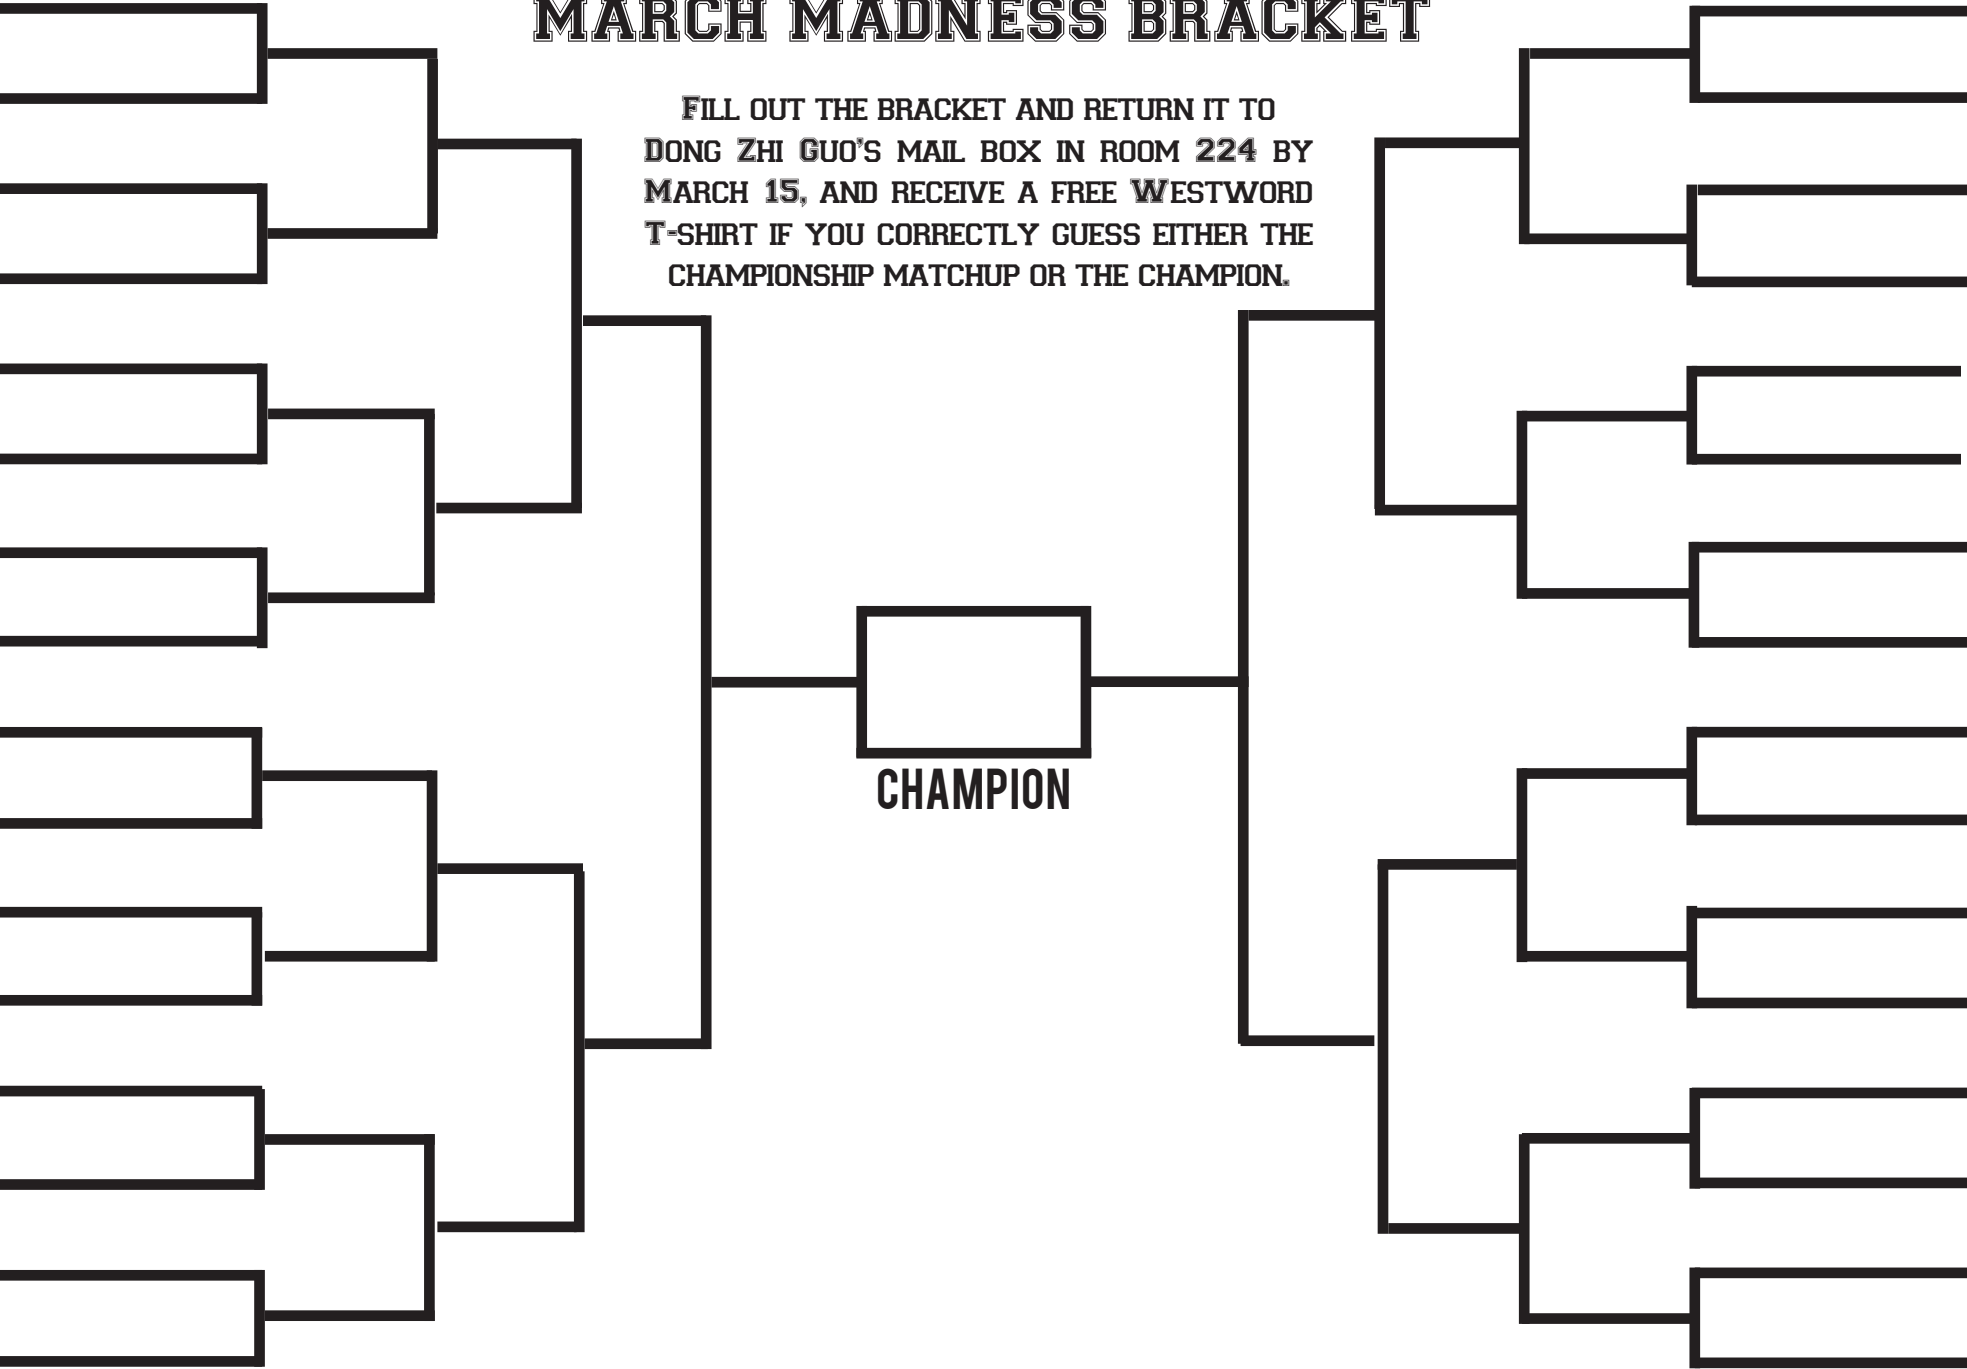 MARCH MADNESS BRACKET
FILL OUT THE BRACKET AND RETURN IT TO
DONG ZHI GUO'S MAIL BOX IN ROOM 224 BY
MARCH 15, AND RECEIVE A FREE WESTWORD
T-SHIRT IF YOU CORRECTLY GUESS EITHER THE
CHAMPIONSHIP MATCHUP OR THE CHAMPION.
CHAMPION